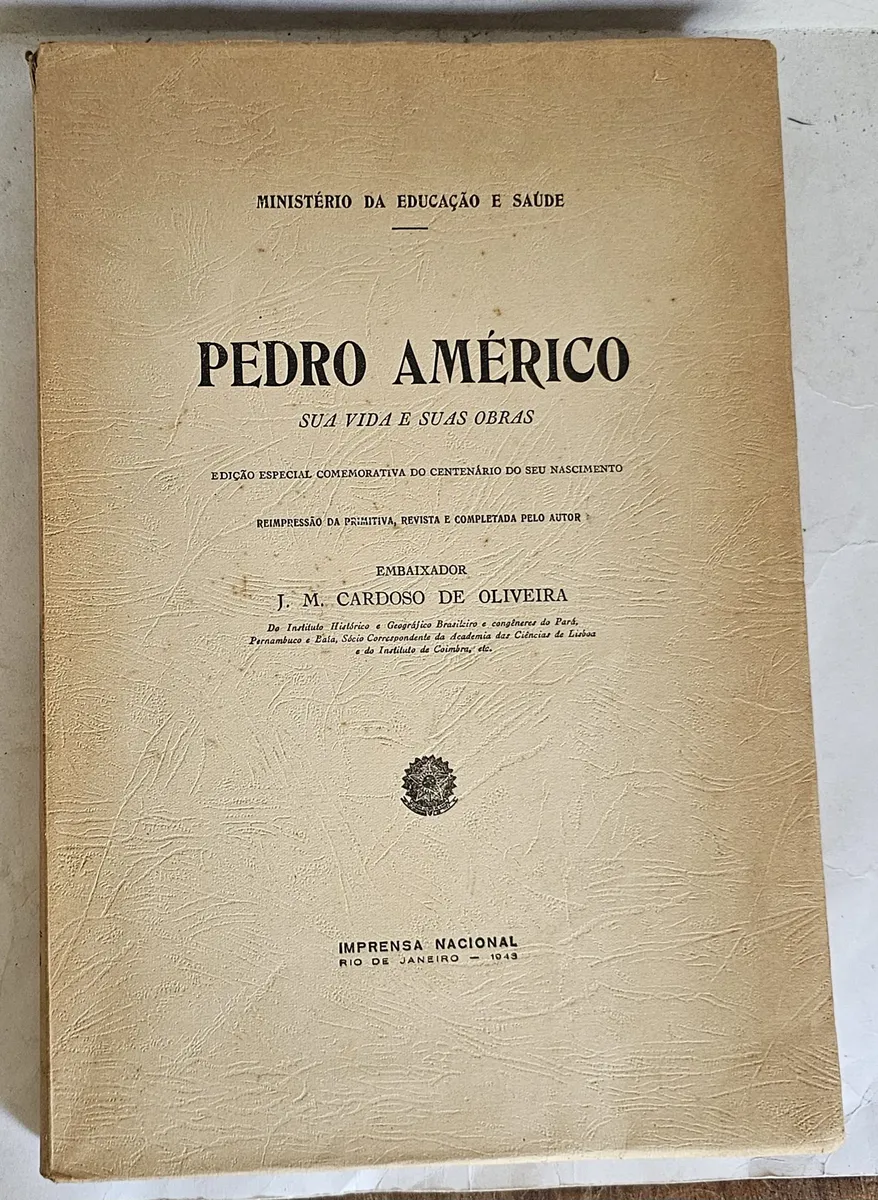 MINISTÉRIO DA EDUCAÇÃO E SAÚDE
PEDRO AMÉRICO
SUA VIDA E SUAS OBRAS
EDIÇÃO ESPECIAL COMEMORATIVA DO CENTENÁRIO DO SEU NASCIMENTO
REIMPRESSÃO DA PRIMITIVA, REVISTA E COMPLETADA PELO AUTOR
EMBAIXADOR
J. M. CARDOSO DE OLIVEIRA
Do Instituto Histórico e Geográfico Brasileiro e congêneres do Pará,
Pernambuco e Baía, Sócio Correspondente da Academia das Ciências de Lisboa
e do Instituto de Coimbra, etc.
IMPRENSA NACIONAL
RIO DE JANEIRO — 1943